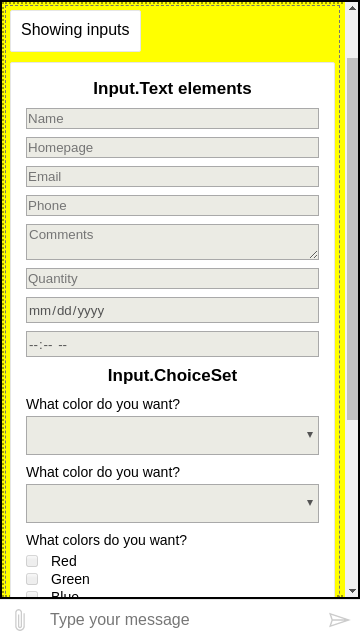 Showing inputs
Input.Text elements
Name
Homepage
Email
Phone
Comments
Quantity
mm/dd/yyyy
--:-- --
Input.ChoiceSet
What color do you want?
What color do you want?
What colors do you want?
Red
Green
Blue
Type your message